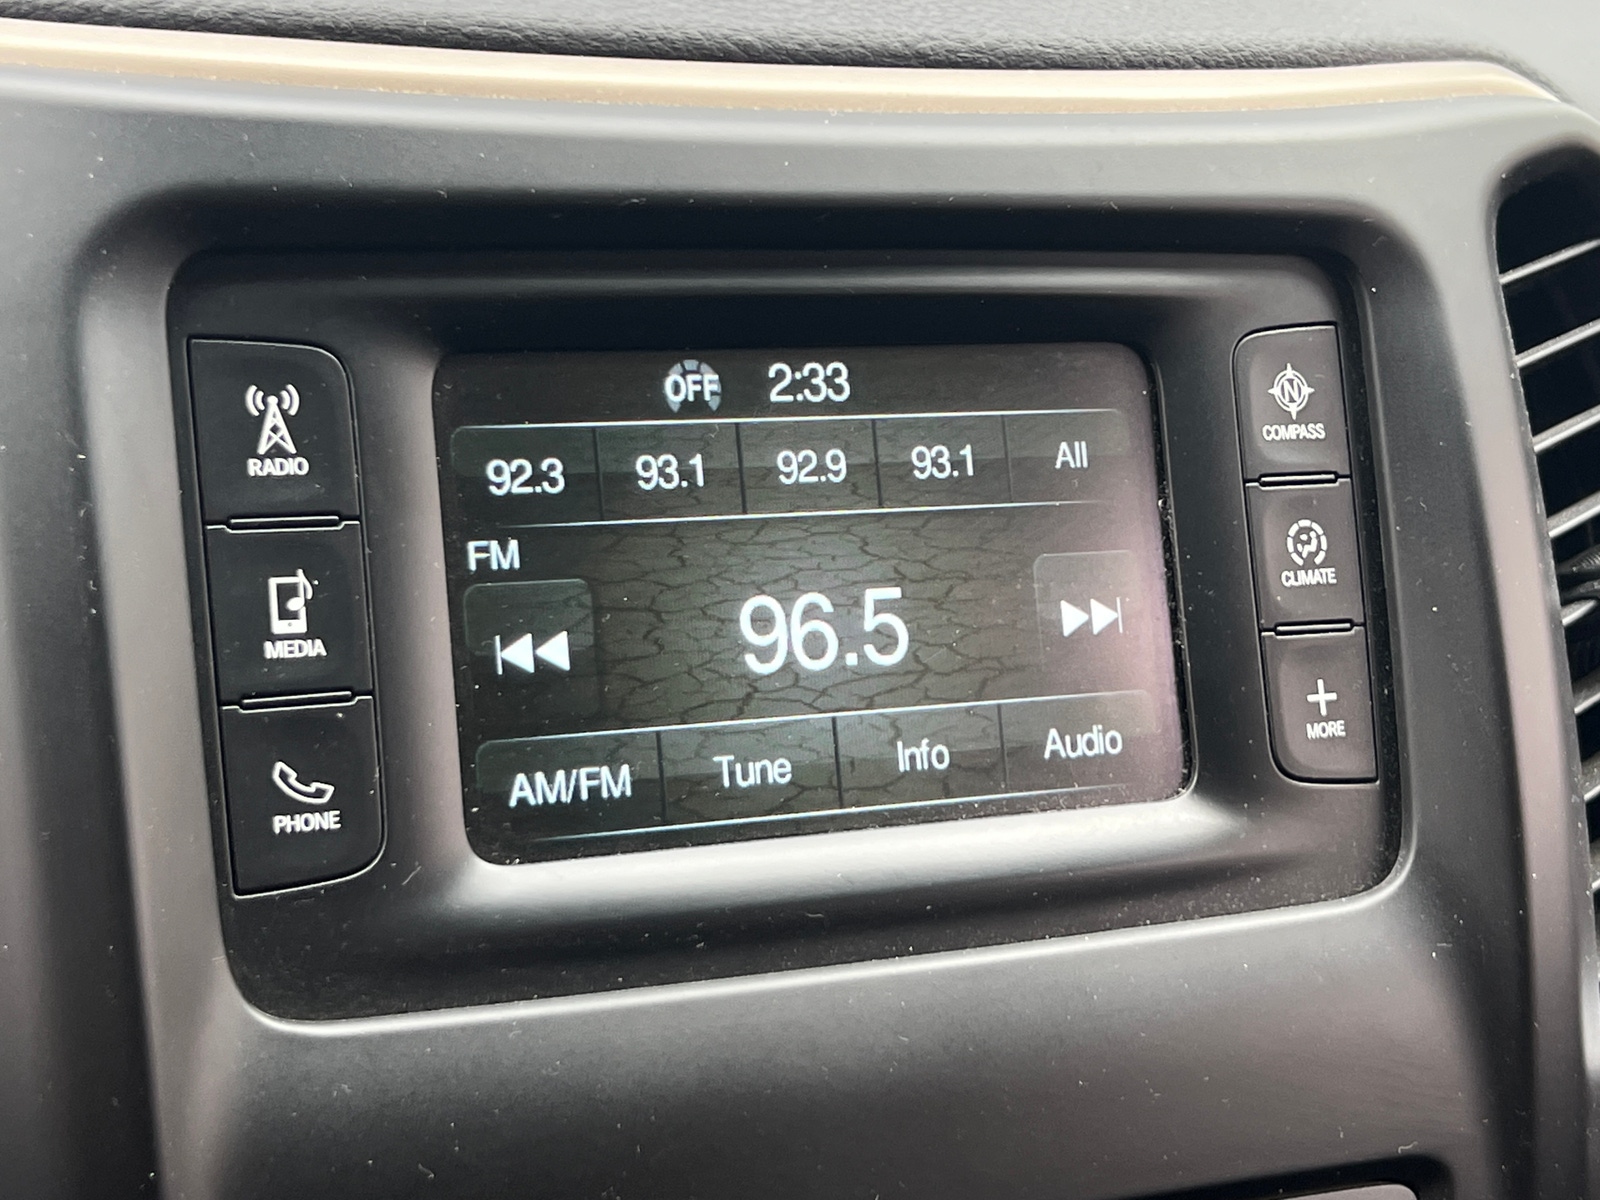 OFF 2:33
92.3 93.1 92.9 93.1 All
FM
96.5
AM/FM Tune Info Audio
RADIO
MEDIA
PHONE
N
COMPASS
CLIMATE
MORE